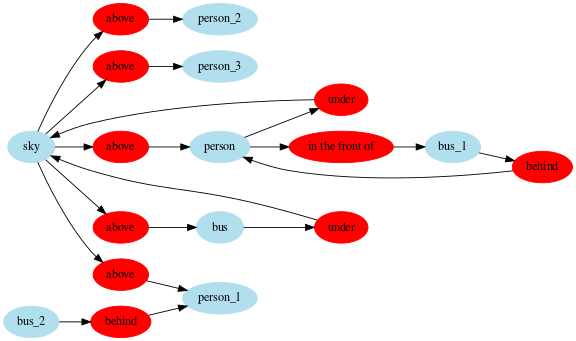 above
person_2
above
person_3
under
sky
above
person
in the front of
bus_1
behind
above
bus
under
above
person_1
bus_2
behind